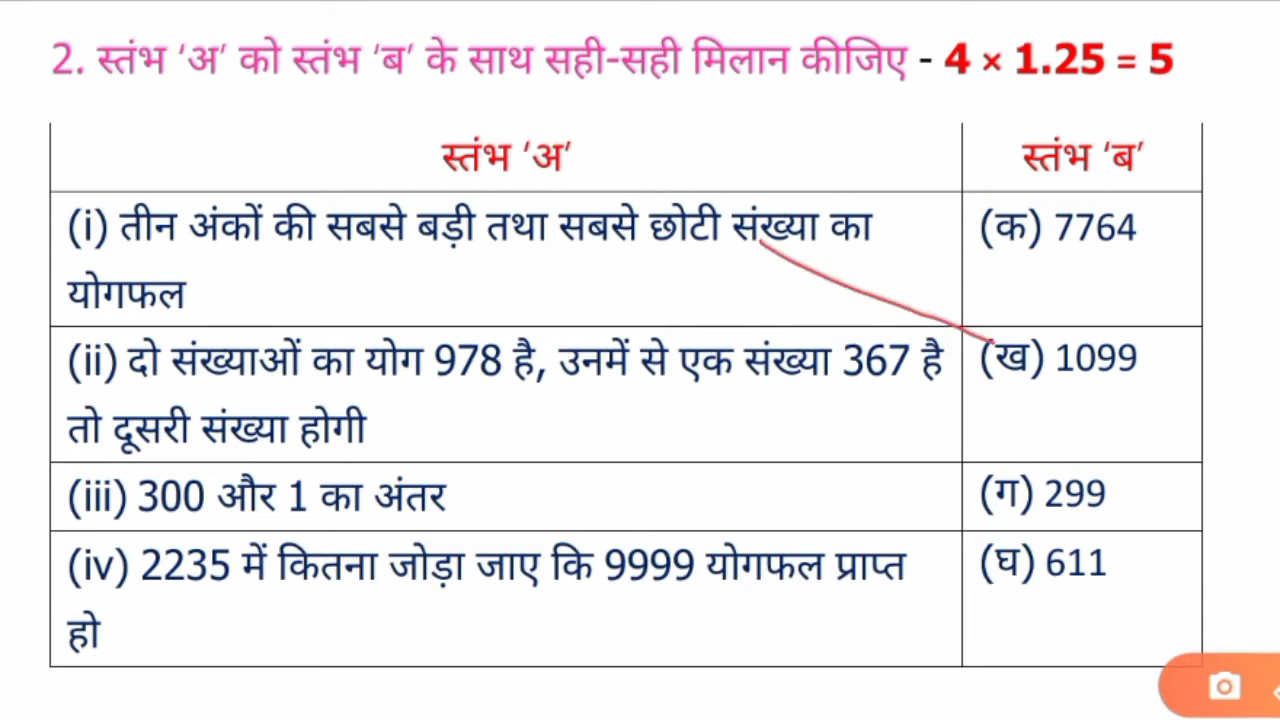 2. स्तंभ ‘अ’ को स्तंभ ‘ब’ के साथ सही-सही मिलान कीजिए - 4 × 1.25 = 5
स्तंभ ‘अ’
स्तंभ ‘ब’
(i) तीन अंकों की सबसे बड़ी तथा सबसे छोटी संख्या का
योगफल
(क) 7764
(ii) दो संख्याओं का योग 978 है, उनमें से एक संख्या 367 है
तो दूसरी संख्या होगी
(ख) 1099
(iii) 300 और 1 का अंतर
(ग) 299
(iv) 2235 में कितना जोड़ा जाए कि 9999 योगफल प्राप्त
हो
(घ) 611